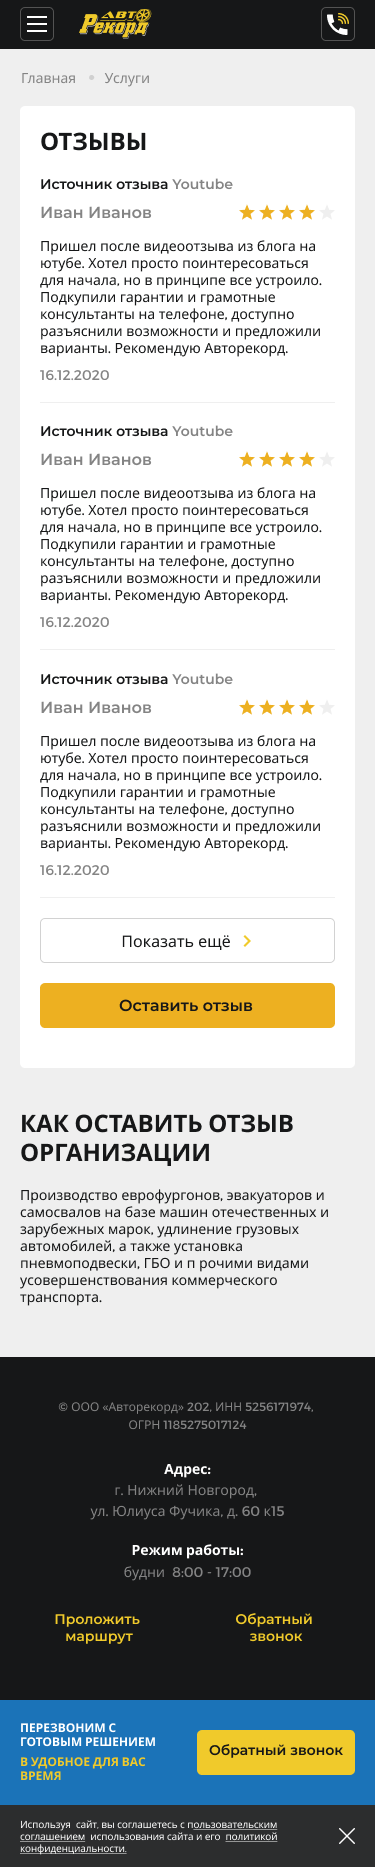 АВТО
Рекорд
Главная • Услуги
ОТЗЫВЫ
Источник отзыва Youtube
Иван Иванов
Пришел после видеоотзыва из блога на
ютубе. Хотел просто поинтересоваться
для начала, но в принципе все устроило.
Подкупили гарантии и грамотные
консультанты на телефоне, доступно
разъяснили возможности и предложили
варианты. Рекомендую Авторекорд.
16.12.2020
Источник отзыва Youtube
Иван Иванов
Пришел после видеоотзыва из блога на
ютубе. Хотел просто поинтересоваться
для начала, но в принципе все устроило.
Подкупили гарантии и грамотные
консультанты на телефоне, доступно
разъяснили возможности и предложили
варианты. Рекомендую Авторекорд.
16.12.2020
Источник отзыва Youtube
Иван Иванов
Пришел после видеоотзыва из блога на
ютубе. Хотел просто поинтересоваться
для начала, но в принципе все устроило.
Подкупили гарантии и грамотные
консультанты на телефоне, доступно
разъяснили возможности и предложили
варианты. Рекомендую Авторекорд.
16.12.2020
Показать ещё
Оставить отзыв
КАК ОСТАВИТЬ ОТЗЫВ
ОРГАНИЗАЦИИ
Производство еврофургонов, эвакуаторов и
самосвалов на базе машин отечественных и
зарубежных марок, удлинение грузовых
автомобилей, а также установка
пневмоподвески, ГБО и п рочими видами
усовершенствования коммерческого
транспорта.
© ООО «Авторекорд» 202, ИНН 5256171974,
ОГРН 1185275017124
Адрес:
г. Нижний Новгород,
ул. Юлиуса Фучика, д. 60 к15
Режим работы:
будни 8:00 - 17:00
Проложить
маршрут
Обратный
звонок
ПЕРЕЗВОНИМ С
ГОТОВЫМ РЕШЕНИЕМ
В УДОБНОЕ ДЛЯ ВАС
ВРЕМЯ
Обратный звонок
Используя сайт, вы соглашаетесь с пользовательским
соглашением использования сайта и его политикой
конфиденциальности.